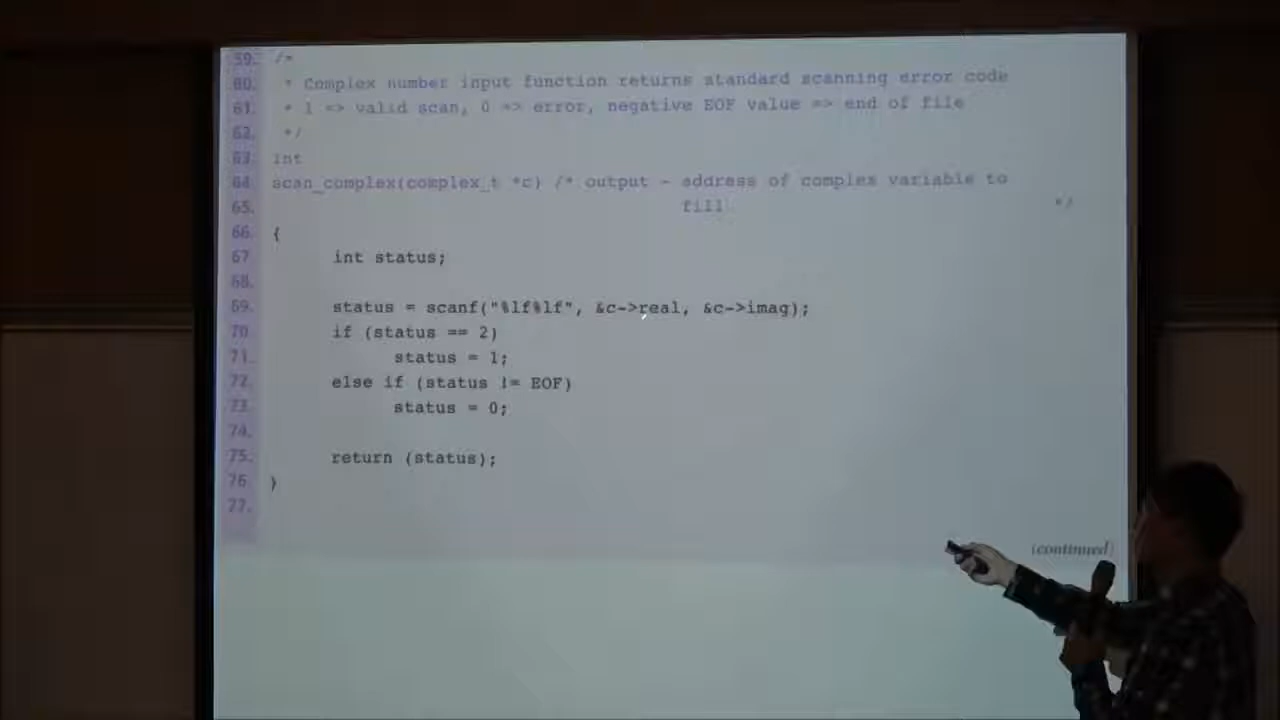 59. /*
60. * Complex number input function returns standard scanning error code
61. * 1 => valid scan, 0 => error, negative EOF value => end of file
62. */
63. int
64. scan_complex(complex_t *c) /* output - address of complex variable to
65. fill */
66. {
67. int status;
68.
69. status = scanf("%lf%lf", &c->real, &c->imag);
70. if (status == 2)
71. status = 1;
72. else if (status != EOF)
73. status = 0;
74.
75. return (status);
76. }
77.
(continued)